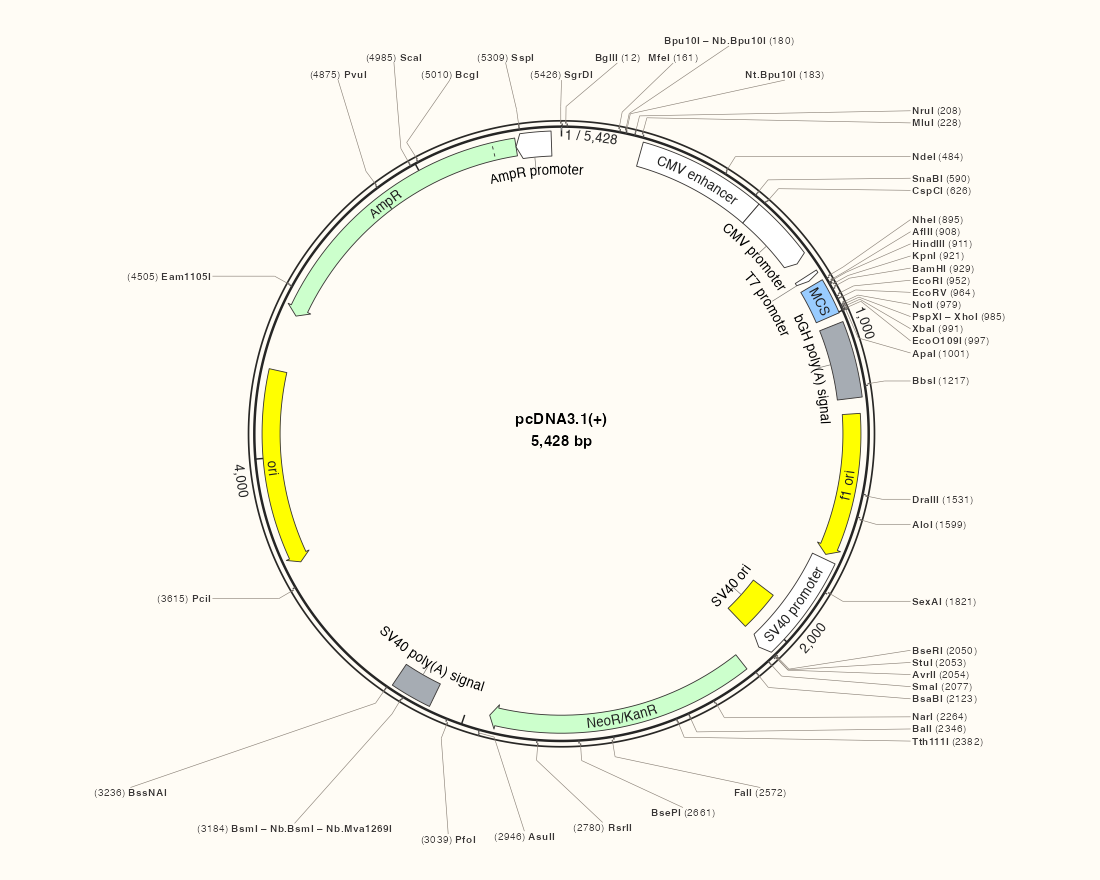 Bpu10I – Nb.Bpu10I (180)
(4985) ScaI
(5309) SspI
BglII (12)
MfeI (161)
(4875) PvuI
(5010) BcgI
(5426) SgrDI
Nt.Bpu10I (183)
NruI (208)
MluI (228)
NdeI (484)
SnaBI (590)
CspCI (626)
NheI (895)
AflII (908)
HindIII (911)
KpnI (921)
BamHI (929)
EcoRI (952)
EcoRV (964)
NotI (979)
PspXI – XhoI (985)
XbaI (991)
EcoO109I (997)
ApaI (1001)
BbsI (1217)
DraIII (1531)
AloI (1599)
SexAI (1821)
BseRI (2050)
StuI (2053)
AvrII (2054)
SmaI (2077)
BsaBI (2123)
NarI (2264)
BalI (2346)
Tth111I (2382)
FalI (2572)
BsePI (2661)
(2780) RsrII
(2946) AsuII
(3039) PfoI
(3184) BsmI – Nb.BsmI – Nb.Mva1269I
(3236) BssNAI
(3615) PciI
(4505) Eam1105I
1 / 5,428
1,000
2,000
4,000
AmpR promoter
AmpR
CMV enhancer
CMV promoter
T7 promoter
MCS
bGH poly(A) signal
f1 ori
SV40 promoter
SV40 ori
NeoR/KanR
SV40 poly(A) signal
ori
pcDNA3.1(+)
5,428 bp